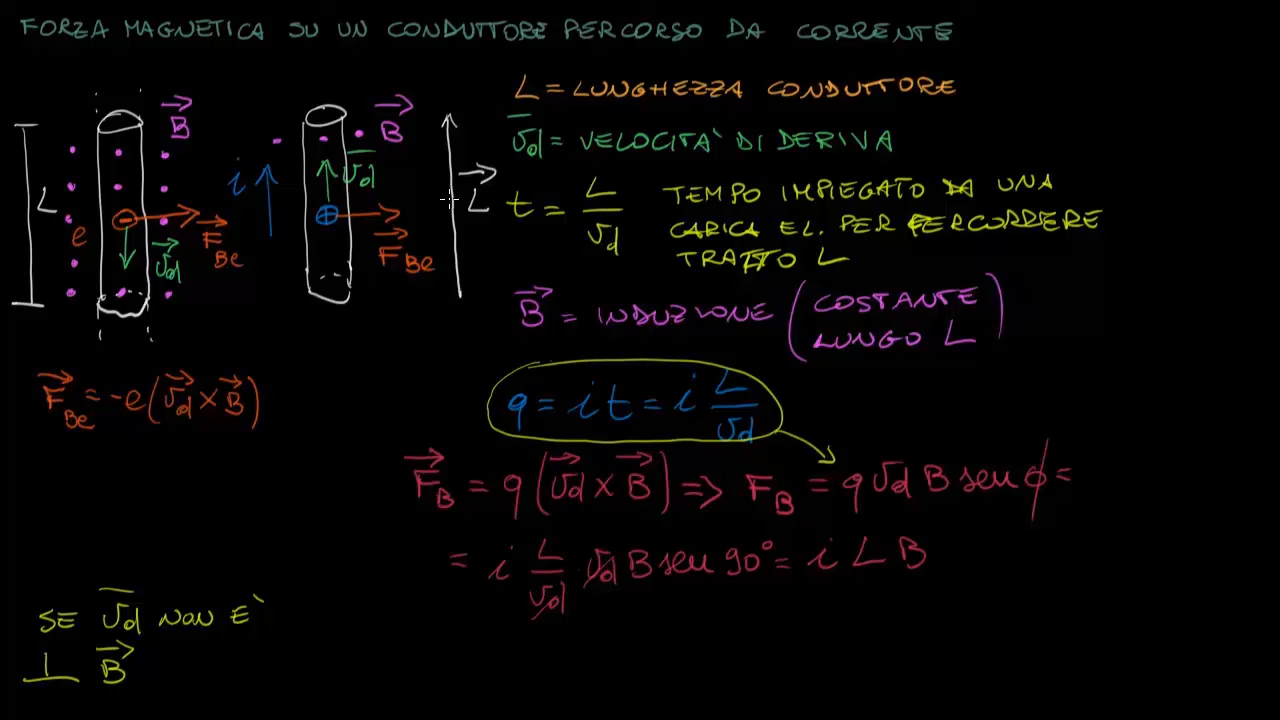 FORZA MAGNETICA SU UN CONDUTTORE PERCORSO DA CORRENTE
L = LUNGHEZZA CONDUTTORE
v̅d = VELOCITA' DI DERIVA
t = L/vd TEMPO IMPIEGATO DA UNA
CARICA EL. PER PERCORRERE
TRATTO L
B⃗ = INDUZIONE (COSTANTE
LUNGO L)
L
B⃗
e
F⃗Be
v⃗d
i
B⃗
v̅d
F⃗Be
L⃗
F⃗Be = -e(v⃗d × B⃗)
q = i t = i L/vd
F⃗B = q(v⃗d × B⃗) => FB = q vd B sen ϕ =
= i L/vd vd B sen 90° = i L B
SE v̅d NON E'
⊥ B⃗